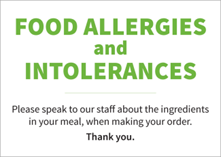 FOOD ALLERGIES
and
INTOLERANCES
Please speak to our staff about the ingredients
in your meal, when making your order.
Thank you.